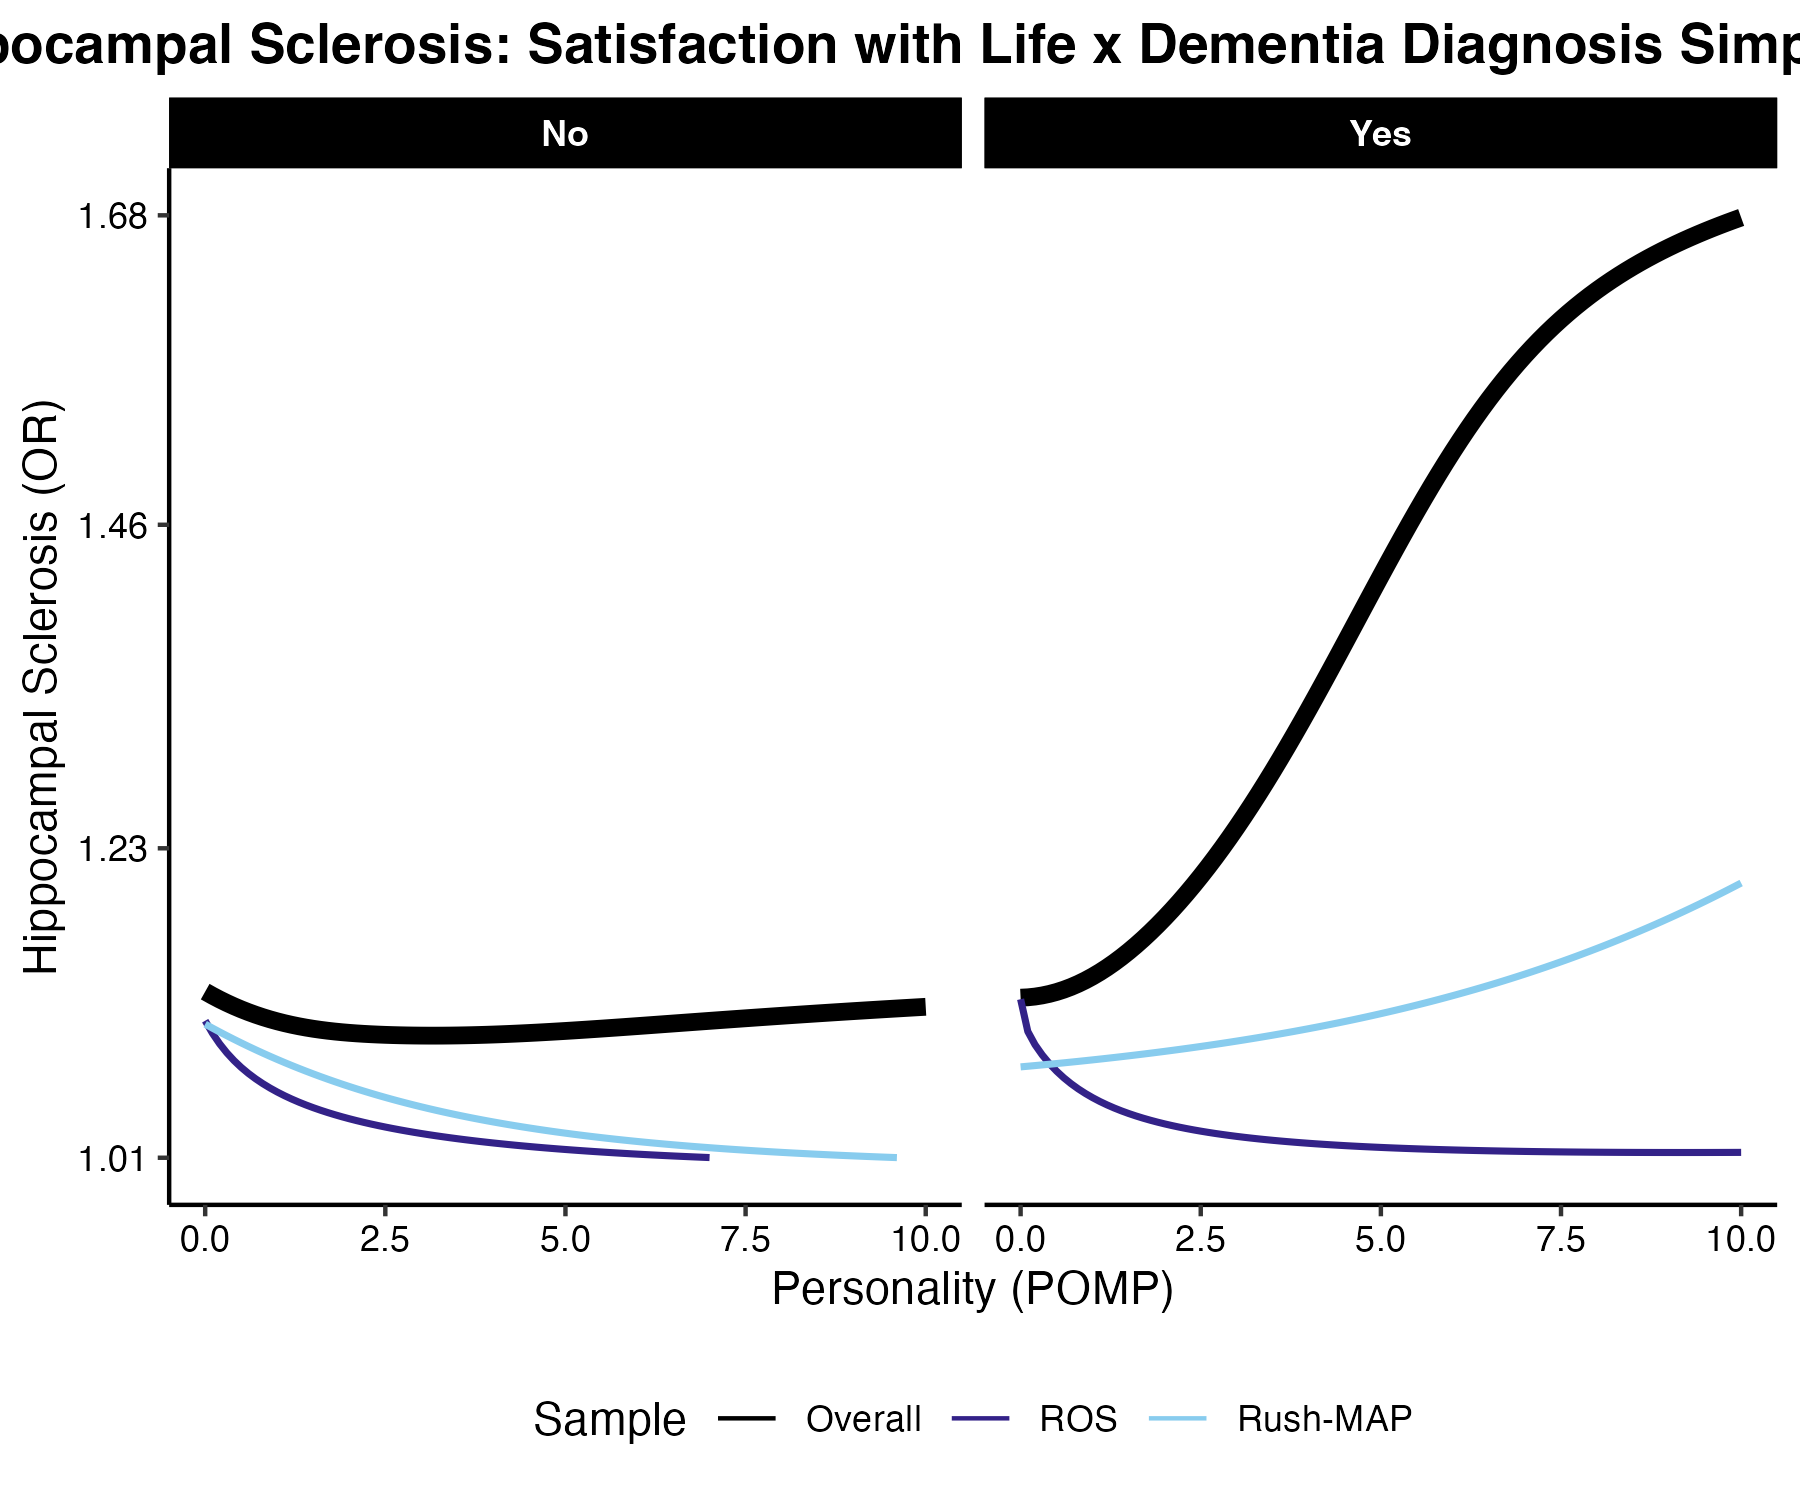 pocampal Sclerosis: Satisfaction with Life x Dementia Diagnosis Simp
No Yes
1.68
1.46
1.23
1.01
Hippocampal Sclerosis (OR)
0.0 2.5 5.0 7.5 10.0 0.0 2.5 5.0 7.5 10.0
Personality (POMP)
Sample Overall ROS Rush-MAP